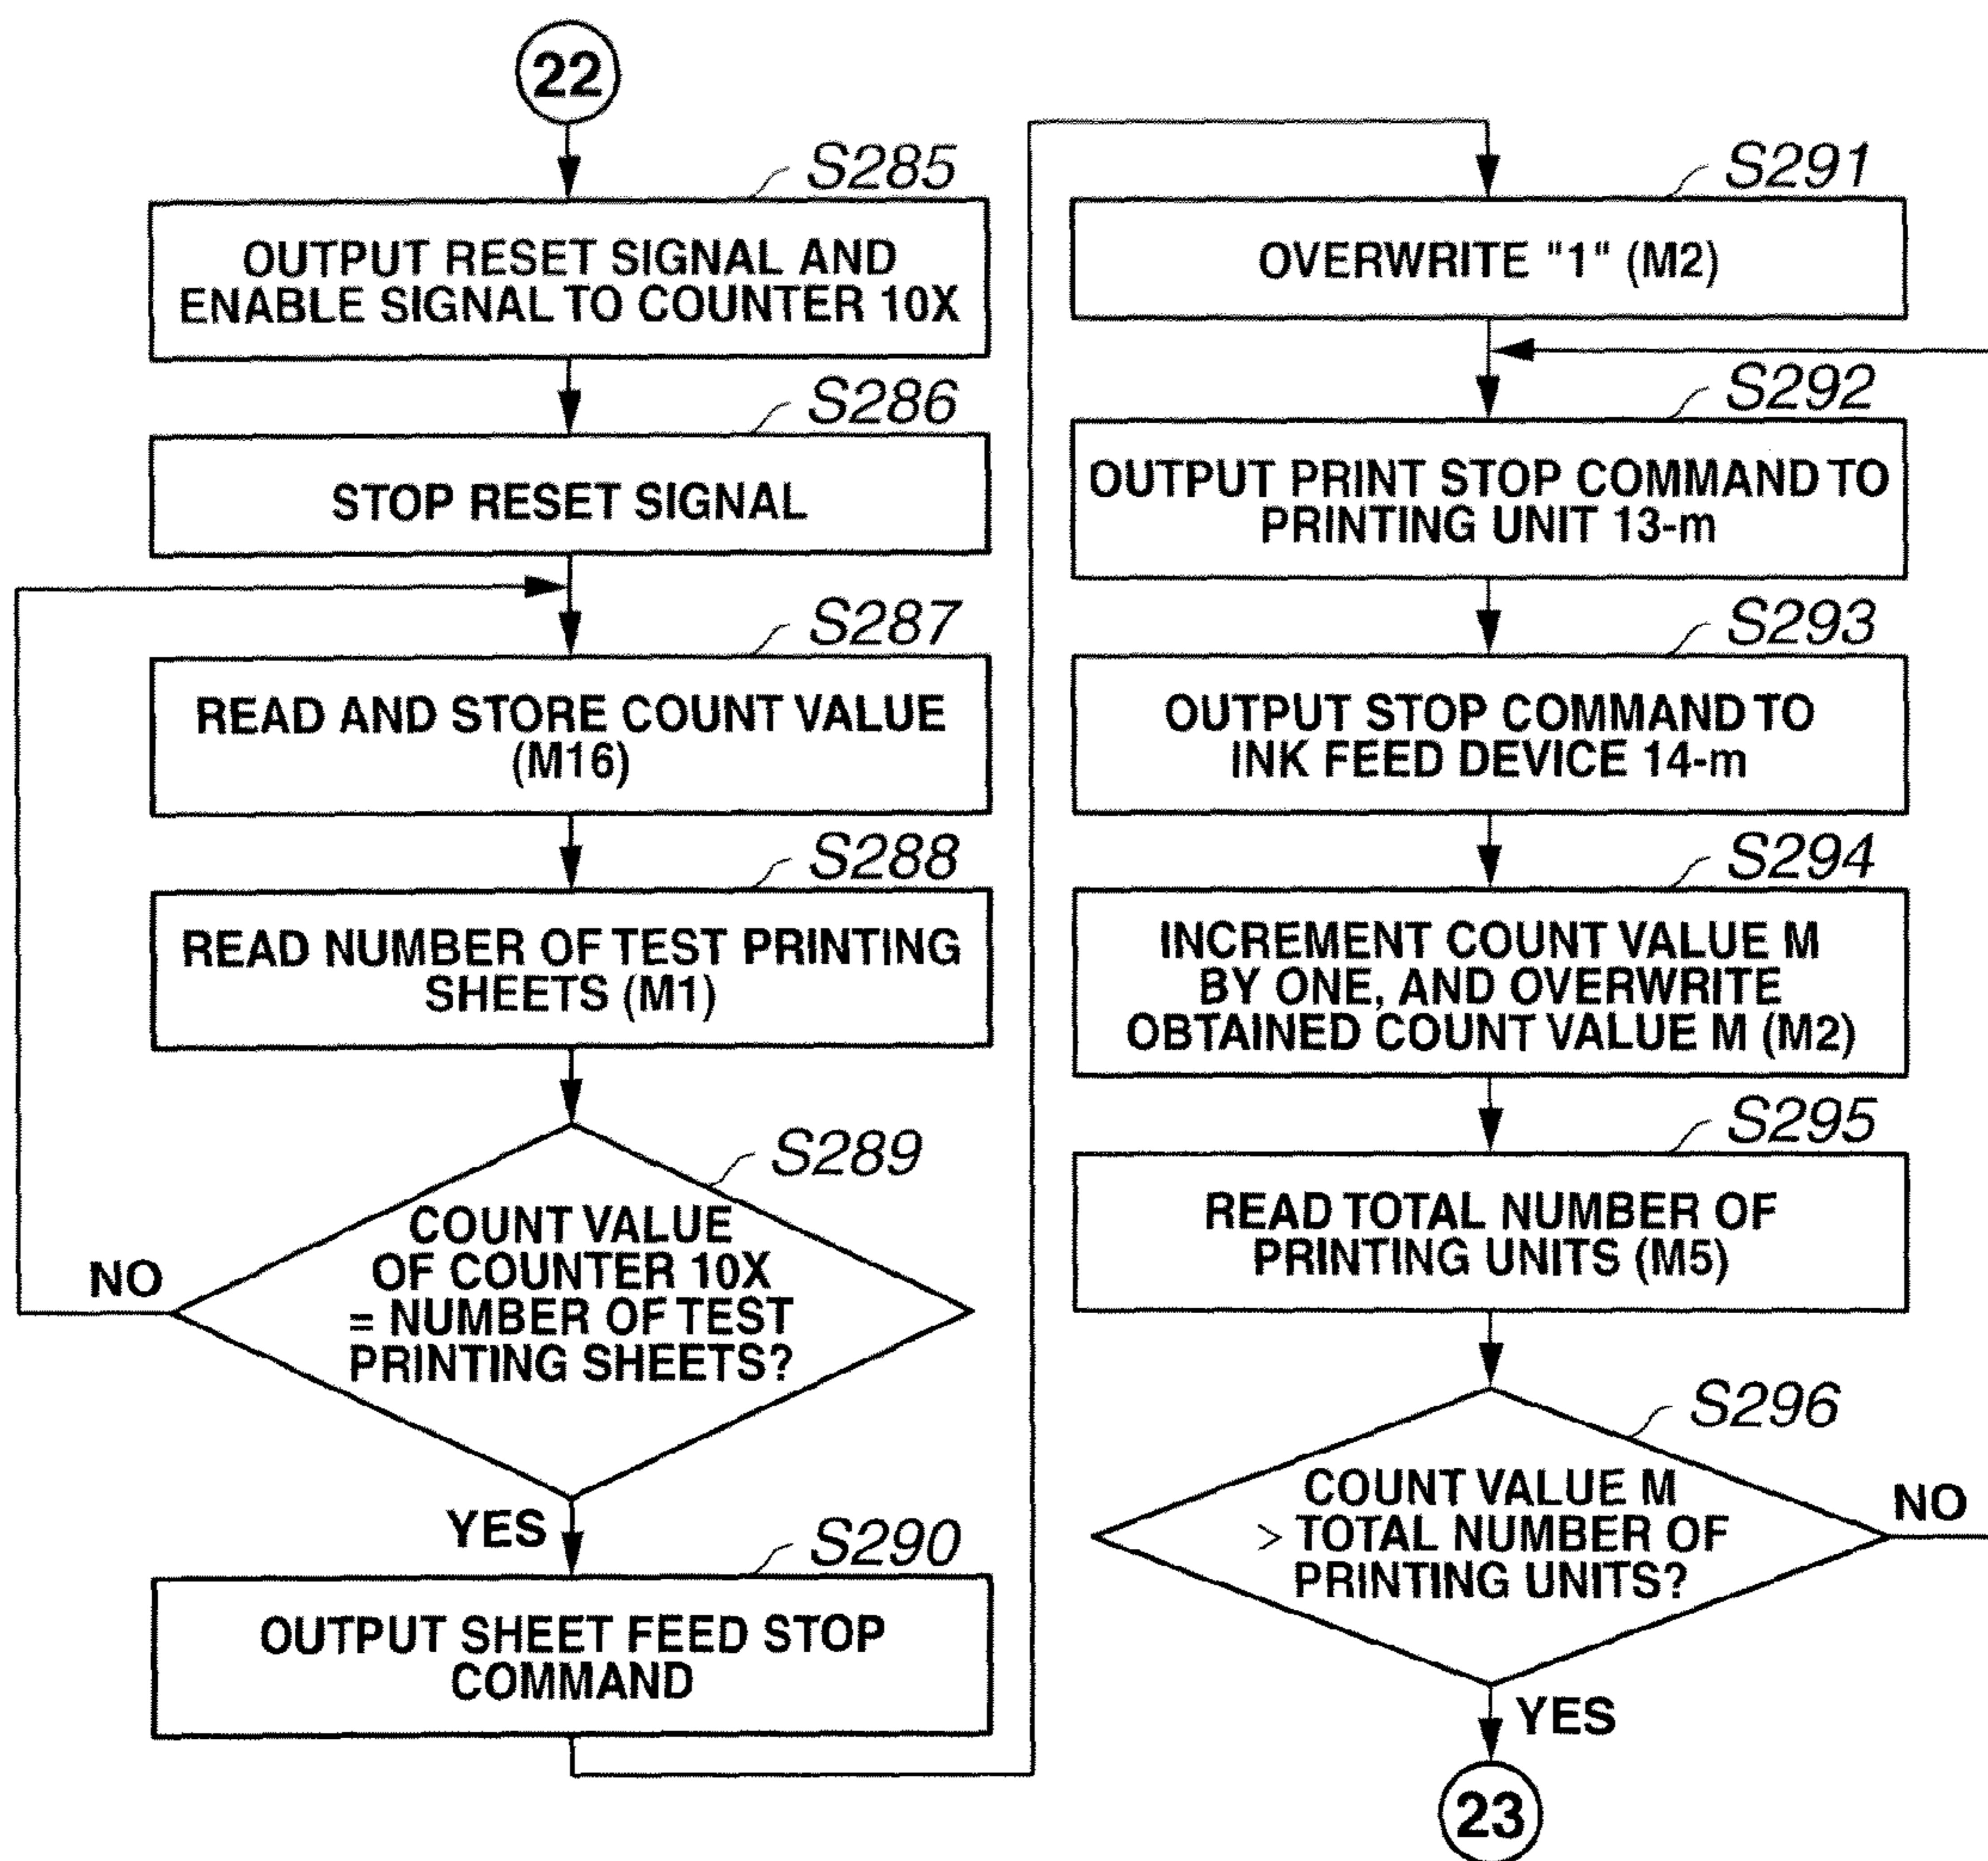 22
S285
OUTPUT RESET SIGNAL AND
ENABLE SIGNAL TO COUNTER 10X
S286
STOP RESET SIGNAL
S287
READ AND STORE COUNT VALUE
(M16)
S288
READ NUMBER OF TEST PRINTING
SHEETS (M1)
S289
COUNT VALUE
OF COUNTER 10X
= NUMBER OF TEST
PRINTING SHEETS?
NO
YES
S290
OUTPUT SHEET FEED STOP
COMMAND
S291
OVERWRITE "1" (M2)
S292
OUTPUT PRINT STOP COMMAND TO
PRINTING UNIT 13-m
S293
OUTPUT STOP COMMAND TO
INK FEED DEVICE 14-m
S294
INCREMENT COUNT VALUE M
BY ONE, AND OVERWRITE
OBTAINED COUNT VALUE M (M2)
S295
READ TOTAL NUMBER OF
PRINTING UNITS (M5)
S296
COUNT VALUE M
> TOTAL NUMBER OF
PRINTING UNITS?
NO
YES
23